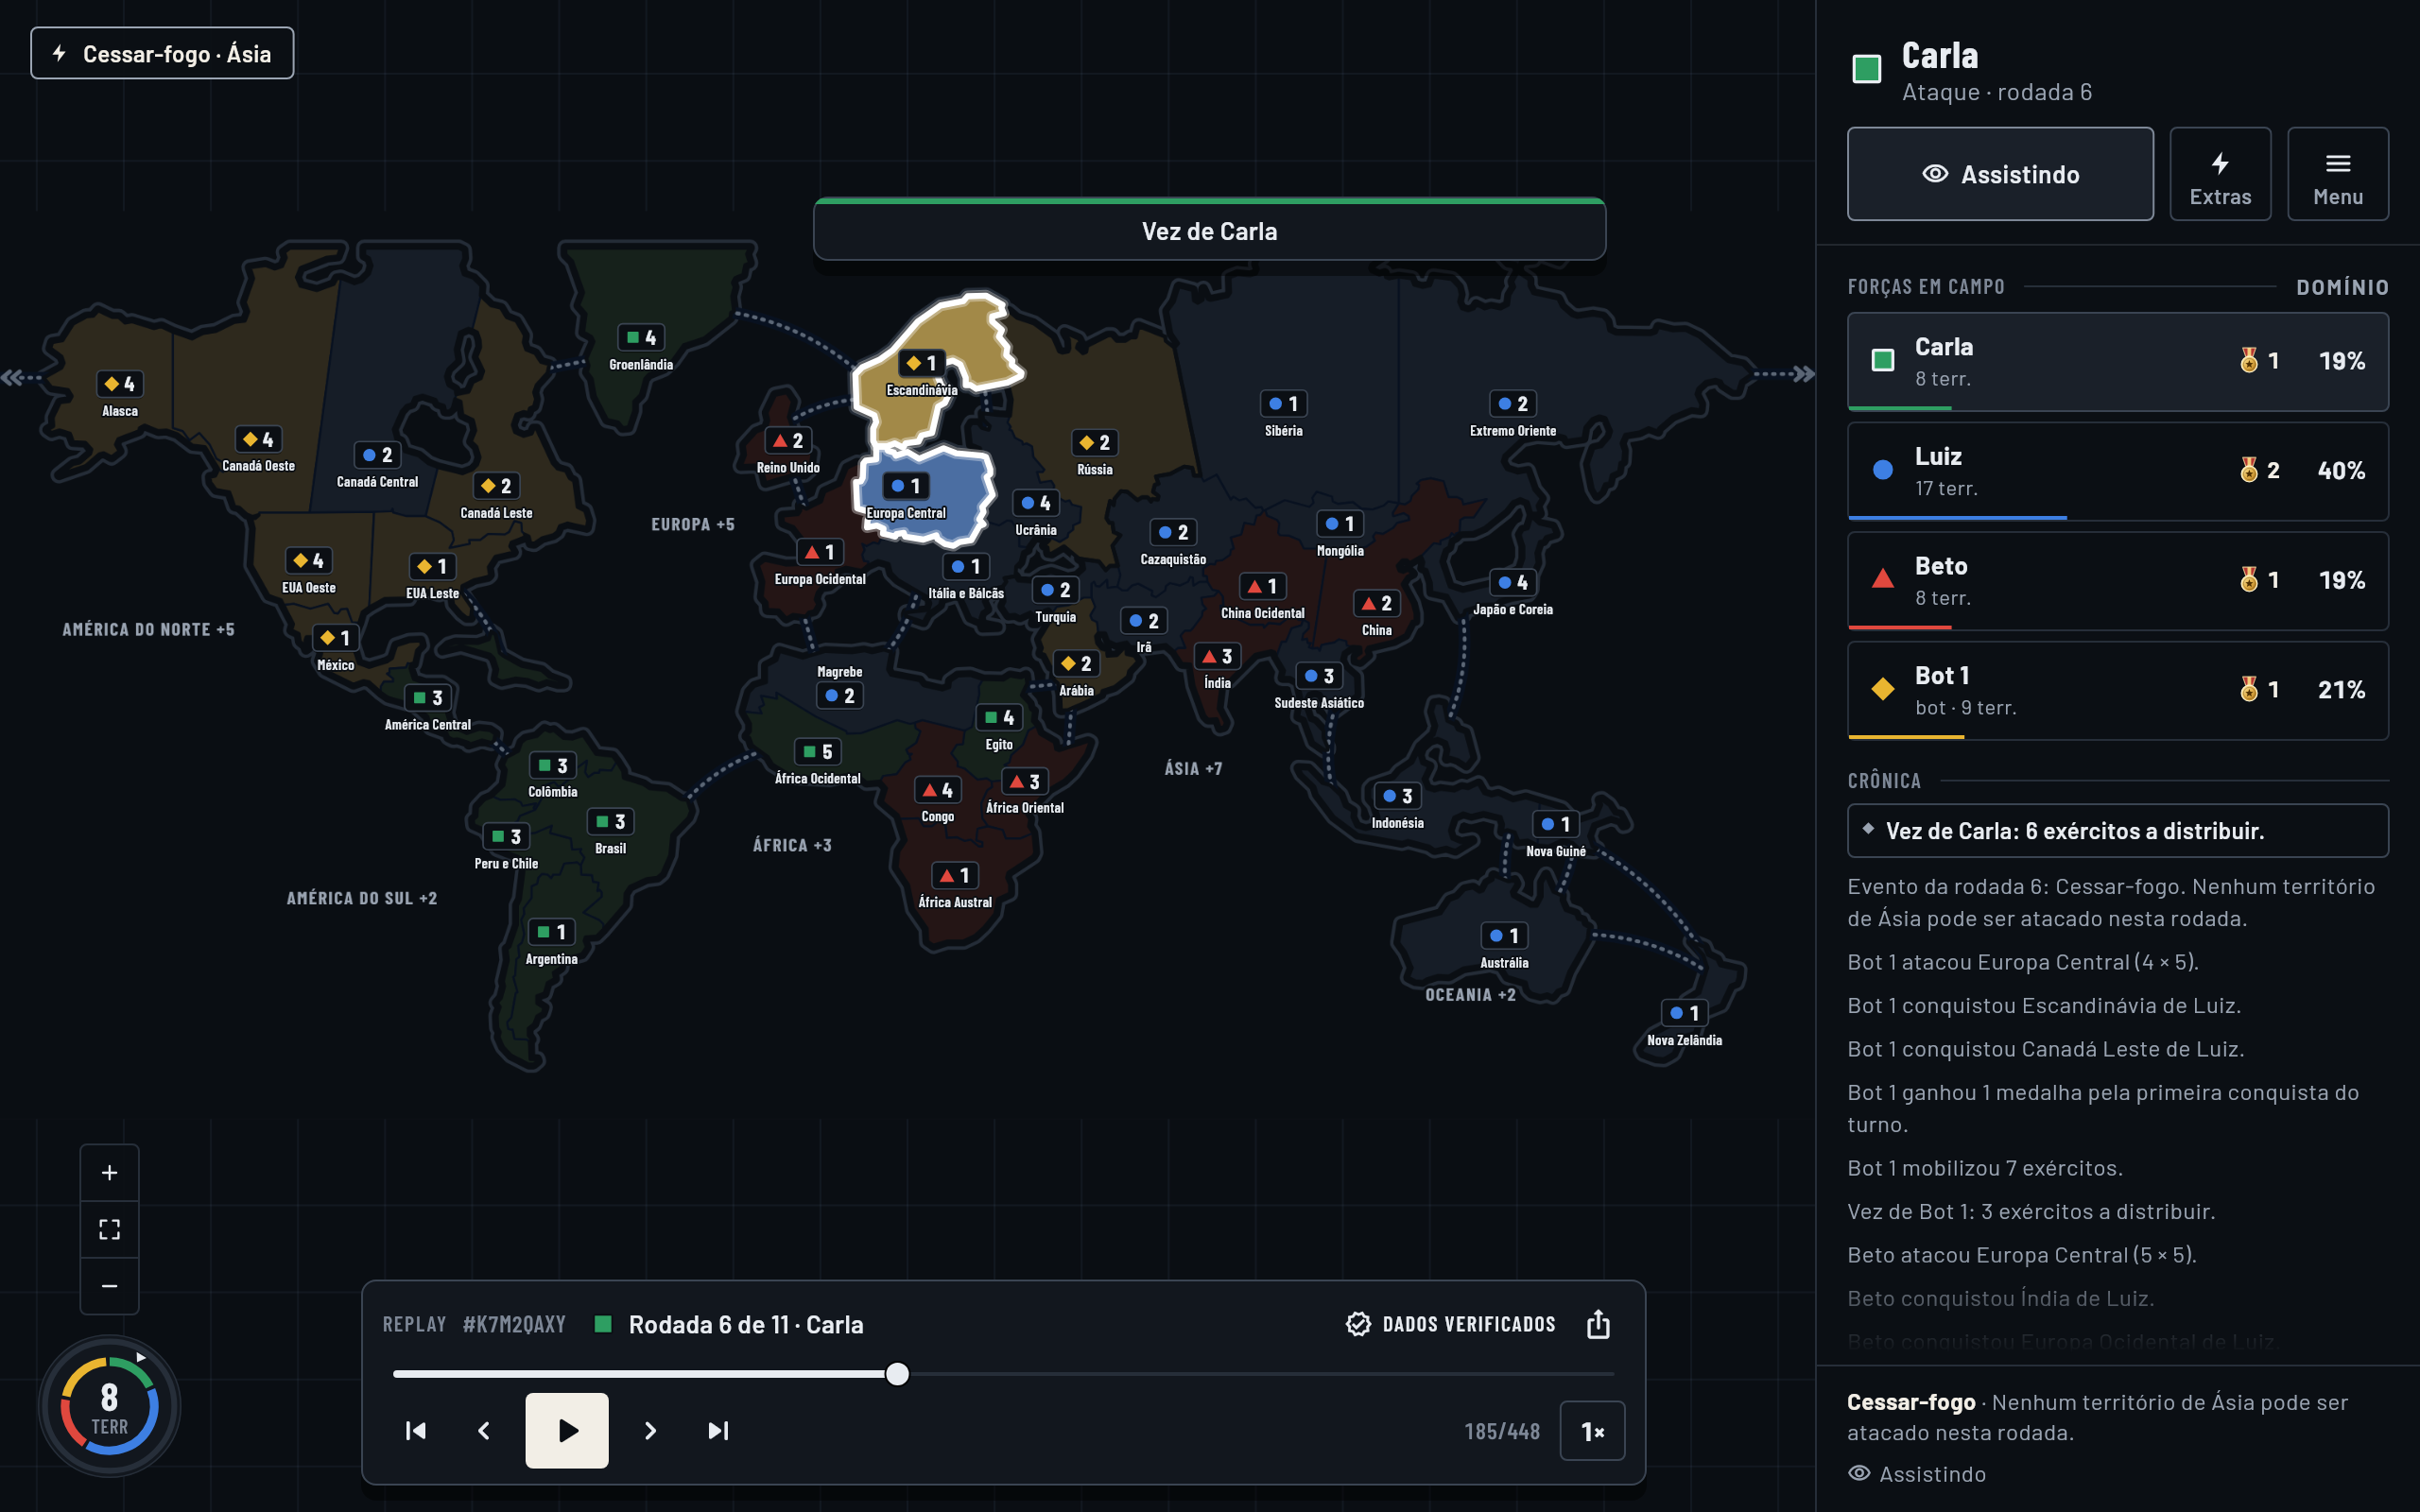 Cessar-fogo · Ásia
Vez de Carla
4
Groenlândia
1
Escandinávia
4
Alasca
4
Canadá Oeste
2
Canadá Central
2
Canadá Leste
2
Reino Unido
2
Rússia
1
Sibéria
2
Extremo Oriente
1
Europa Central
4
Ucrânia
EUROPA +5
2
Cazaquistão
1
Mongólia
4
EUA Oeste
1
EUA Leste
1
Europa Ocidental
1
Itália e Bálcãs
2
Turquia
2
Irã
1
China Ocidental
2
China
4
Japão e Coreia
AMÉRICA DO NORTE +5
1
México
3
América Central
Magrebe
2
2
Arábia
3
Índia
3
Sudeste Asiático
4
Egito
5
África Ocidental
ÁSIA +7
3
Colômbia
3
Brasil
3
Peru e Chile
4
Congo
3
África Oriental
3
Indonésia
1
Nova Guiné
ÁFRICA +3
1
África Austral
AMÉRICA DO SUL +2
1
Argentina
1
Austrália
OCEANIA +2
1
Nova Zelândia
+
−
8
TERR
REPLAY #K7M2QAXY Rodada 6 de 11 · Carla DADOS VERIFICADOS
185/448 1×
Carla
Ataque · rodada 6
Assistindo
Extras
Menu
FORÇAS EM CAMPO DOMÍNIO
Carla
8 terr.
1 19%
Luiz
17 terr.
2 40%
Beto
8 terr.
1 19%
Bot 1
bot · 9 terr.
1 21%
CRÔNICA
Vez de Carla: 6 exércitos a distribuir.
Evento da rodada 6: Cessar-fogo. Nenhum território
de Ásia pode ser atacado nesta rodada.
Bot 1 atacou Europa Central (4 × 5).
Bot 1 conquistou Escandinávia de Luiz.
Bot 1 conquistou Canadá Leste de Luiz.
Bot 1 ganhou 1 medalha pela primeira conquista do
turno.
Bot 1 mobilizou 7 exércitos.
Vez de Bot 1: 3 exércitos a distribuir.
Beto atacou Europa Central (5 × 5).
Beto conquistou Índia de Luiz.
Beto conquistou Europa Ocidental de Luiz.
Cessar-fogo · Nenhum território de Ásia pode ser
atacado nesta rodada.
Assistindo